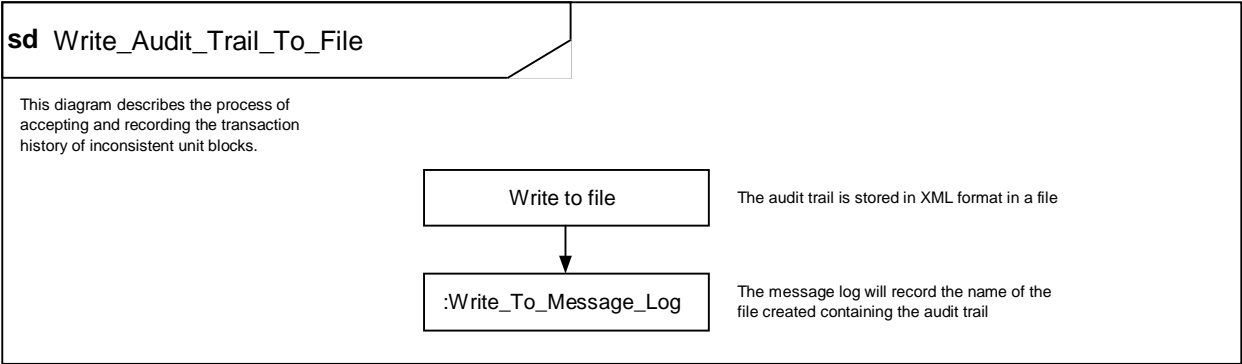 sd Write_Audit_Trail_To_File
This diagram describes the process of
accepting and recording the transaction
history of inconsistent unit blocks.
Write to file
The audit trail is stored in XML format in a file
:Write_To_Message_Log
The message log will record the name of the
file created containing the audit trail